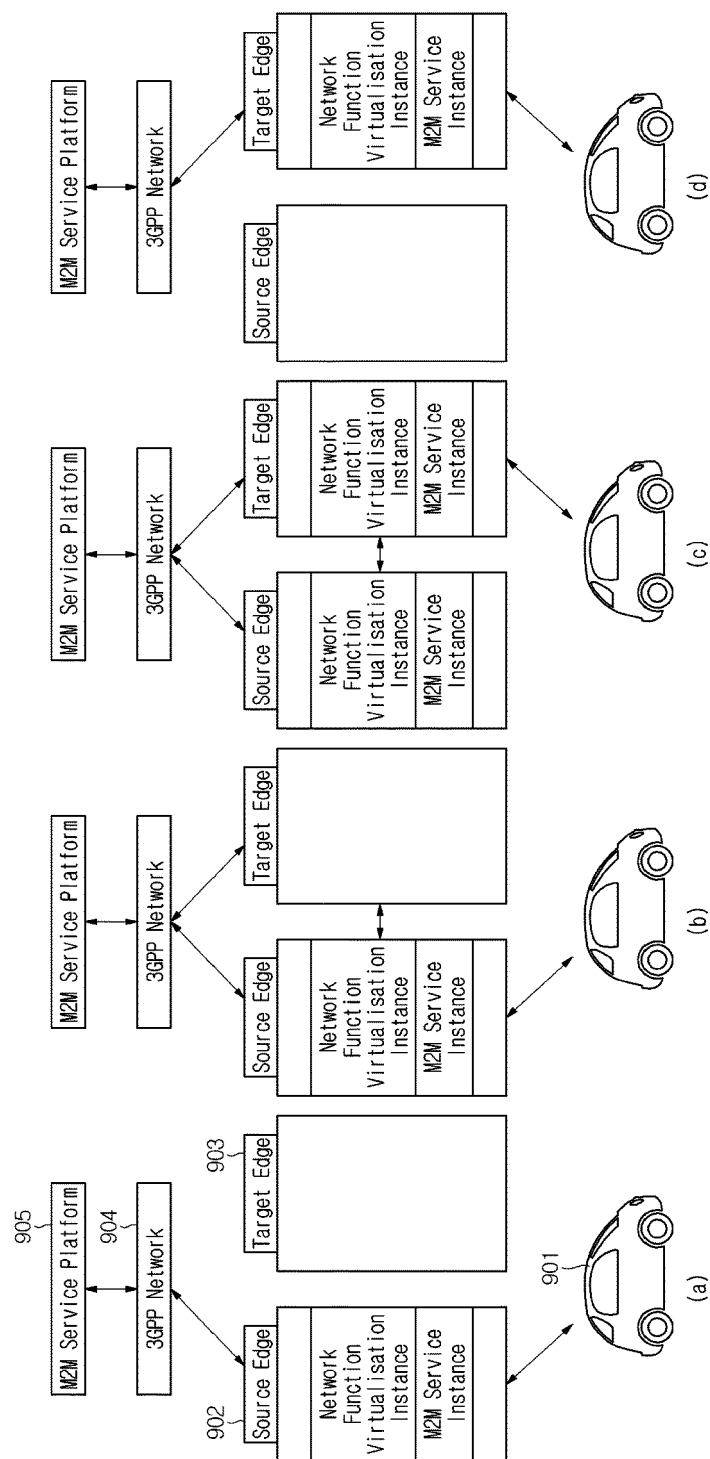 905
M2M Service Platform
904
3GPP Network
902
Source Edge
903
Target Edge
Network
Function
Virtualisation
Instance
M2M Service
Instance
901
(a)
M2M Service Platform
3GPP Network
Source Edge
Target Edge
Network
Function
Virtualisation
Instance
M2M Service
Instance
(b)
M2M Service Platform
3GPP Network
Source Edge
Target Edge
Network
Function
Virtualisation
Instance
M2M Service
Instance
Network
Function
Virtualisation
Instance
M2M Service
Instance
(c)
M2M Service Platform
3GPP Network
Source Edge
Target Edge
Network
Function
Virtualisation
Instance
M2M Service
Instance
(d)